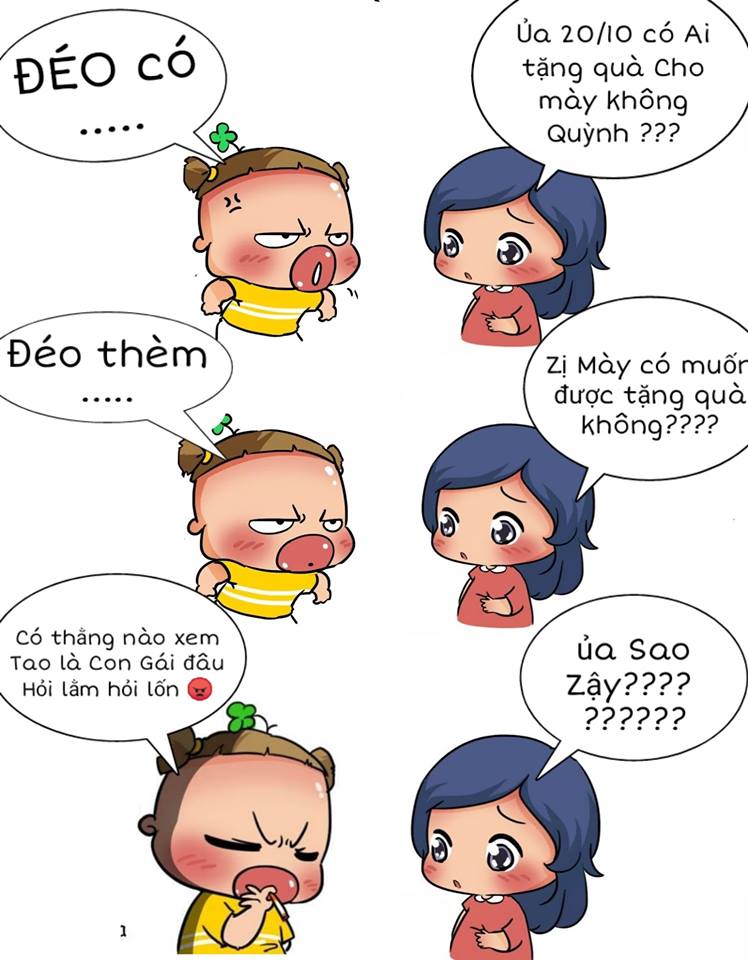 Ủa 20/10 có Ai
tặng quà Cho
mày không
Quỳnh ???
ĐÉO có
.....
Zị Mày có muốn
được tặng quà
không????
Đéo thèm
.....
ủa Sao
Zậy????
??????
Có thằng nào xem
Tao là Con Gái đâu
Hỏi lằm hỏi lốn 😡
1